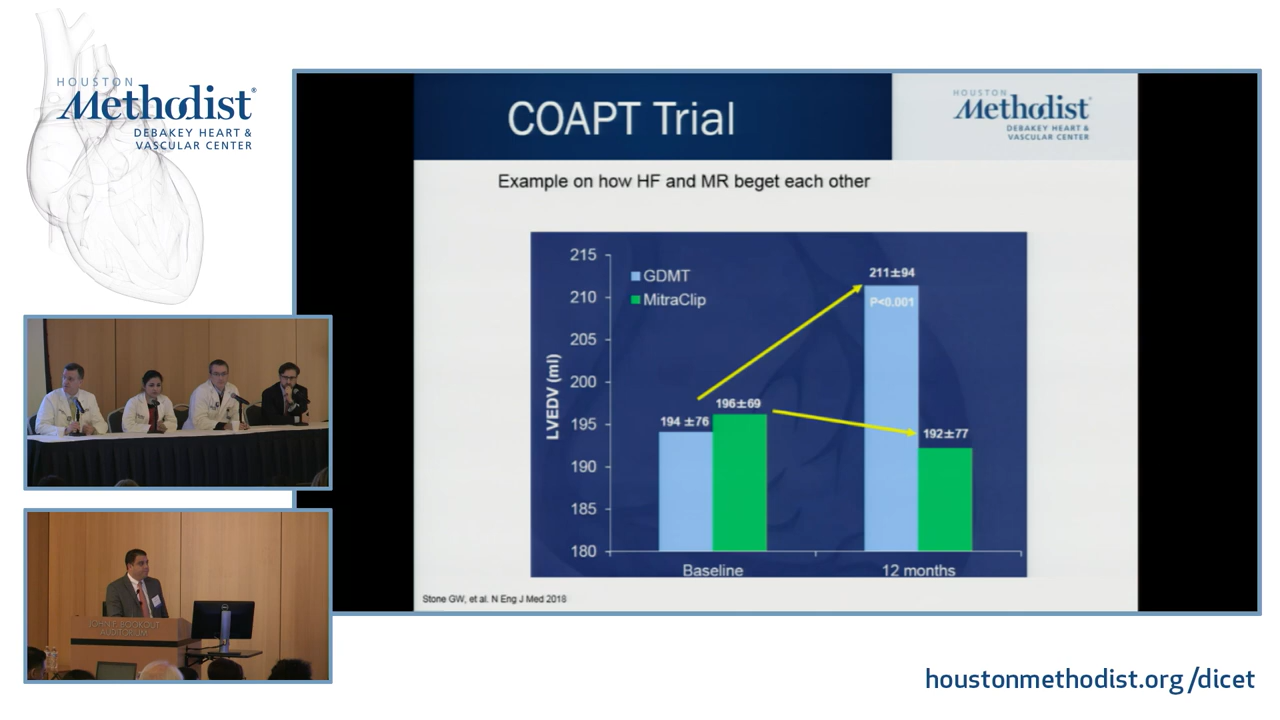 HOUSTON
Methodist®
DEBAKEY HEART &
VASCULAR CENTER
COAPT Trial
HOUSTON
Methodist
DEBAKEY HEART &
VASCULAR CENTER
Example on how HF and MR beget each other
215
210
205
200
195
190
185
180
LVEDV (ml)
GDMT
MitraClip
194 ±76
196±69
211±94
P<0.001
192±77
Baseline
12 months
Stone GW, et al. N Eng J Med 2018
JOHN F. BOOKOUT
AUDITORIUM
houstonmethodist.org/dicet